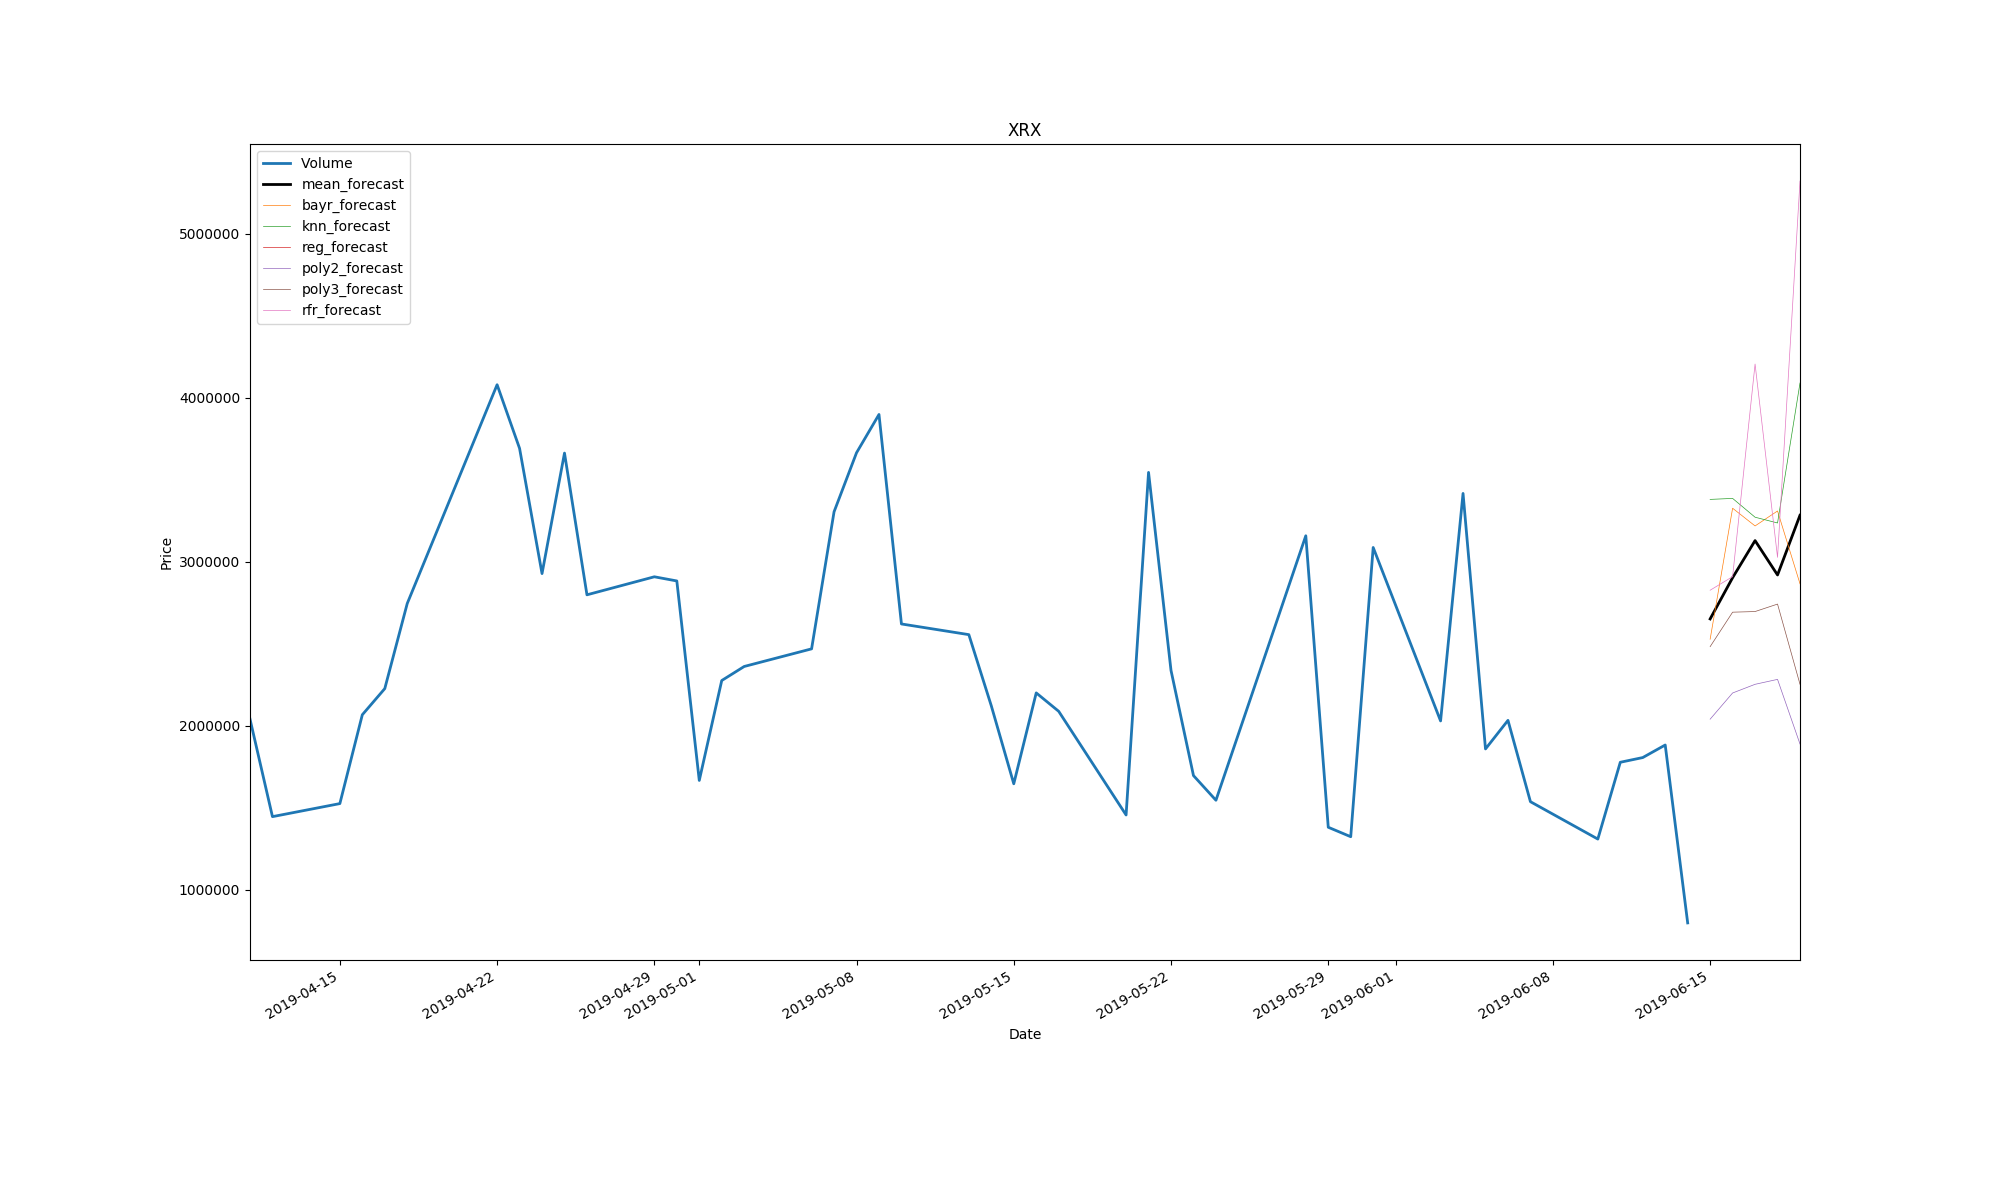 XRX
Volume
mean_forecast
bayr_forecast
knn_forecast
reg_forecast
poly2_forecast
poly3_forecast
rfr_forecast
5000000
4000000
3000000
2000000
1000000
Price
2019-04-15
2019-04-22
2019-04-29
2019-05-01
2019-05-08
2019-05-15
2019-05-22
2019-05-29
2019-06-01
2019-06-08
2019-06-15
Date